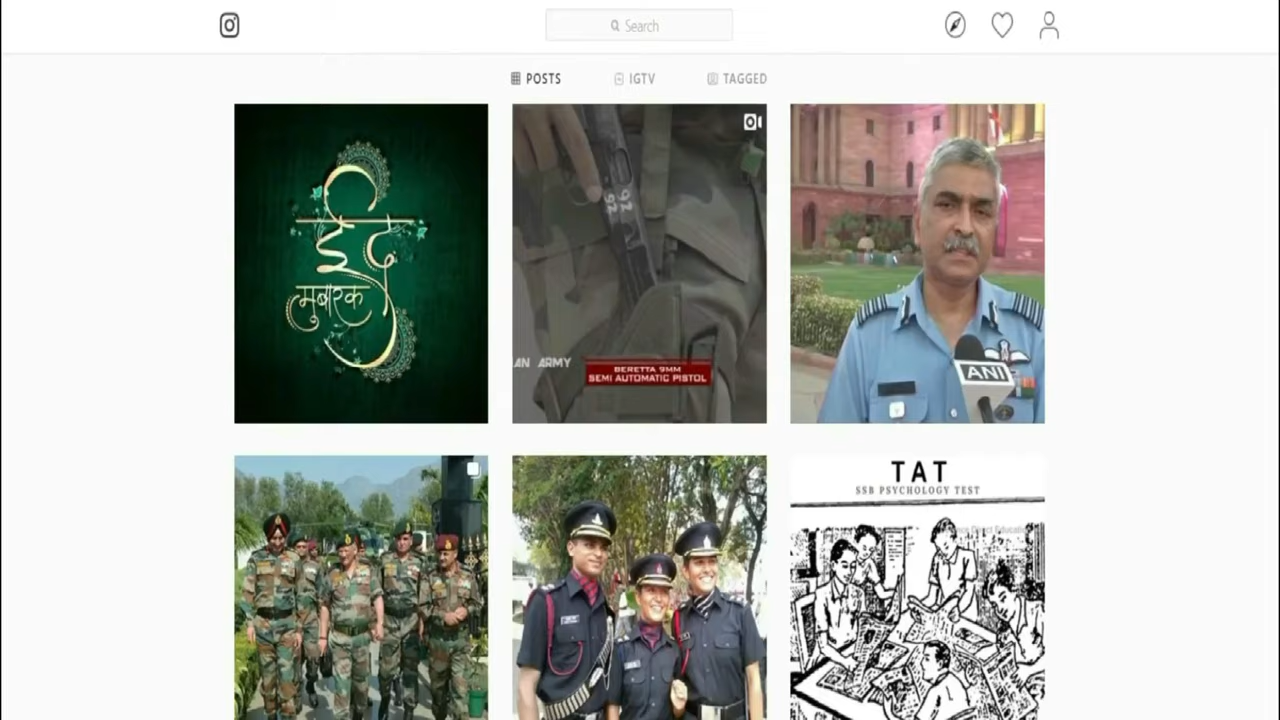 Search
POSTS
IGTV
TAGGED
ईद
मुबारक
AN ARMY
BERETTA 9MM
SEMI AUTOMATIC PISTOL
ANI
TAT
SSB PSYCHOLOGY TEST